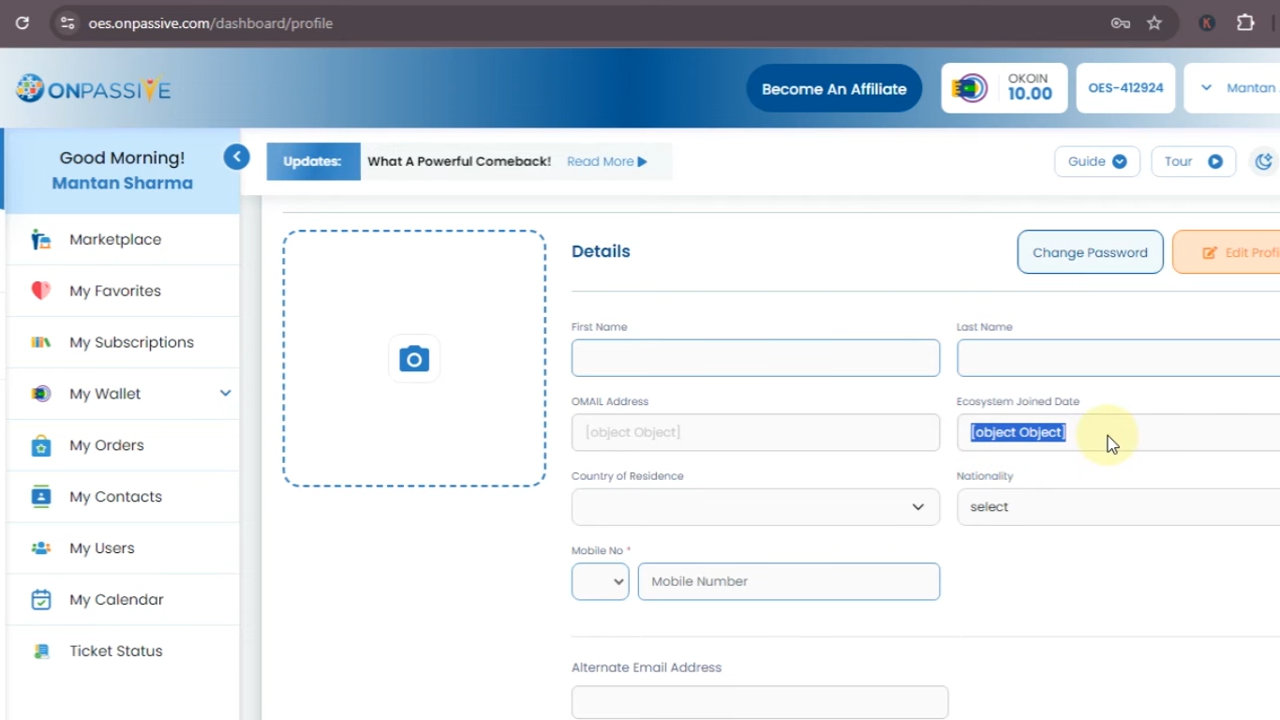 oes.onpassive.com/dashboard/profile
ONPASSIVE
Become An Affiliate
OKOIN
10.00
OES-412924
Mantan
Good Morning!
Mantan Sharma
Updates:
What A Powerful Comeback!
Read More
Guide
Tour
Marketplace
My Favorites
My Subscriptions
My Wallet
My Orders
My Contacts
My Users
My Calendar
Ticket Status
Details
Change Password
Edit Profi
First Name
Last Name
OMAIL Address
Ecosystem Joined Date
[object Object]
[object Object]
Country of Residence
Nationality
select
Mobile No *
Mobile Number
Alternate Email Address